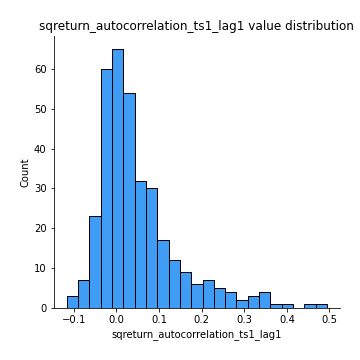 sqreturn_autocorrelation_ts1_lag1 value distribution
60
50
40
30
20
10
0
Count
−0.1 0.0 0.1 0.2 0.3 0.4 0.5
sqreturn_autocorrelation_ts1_lag1